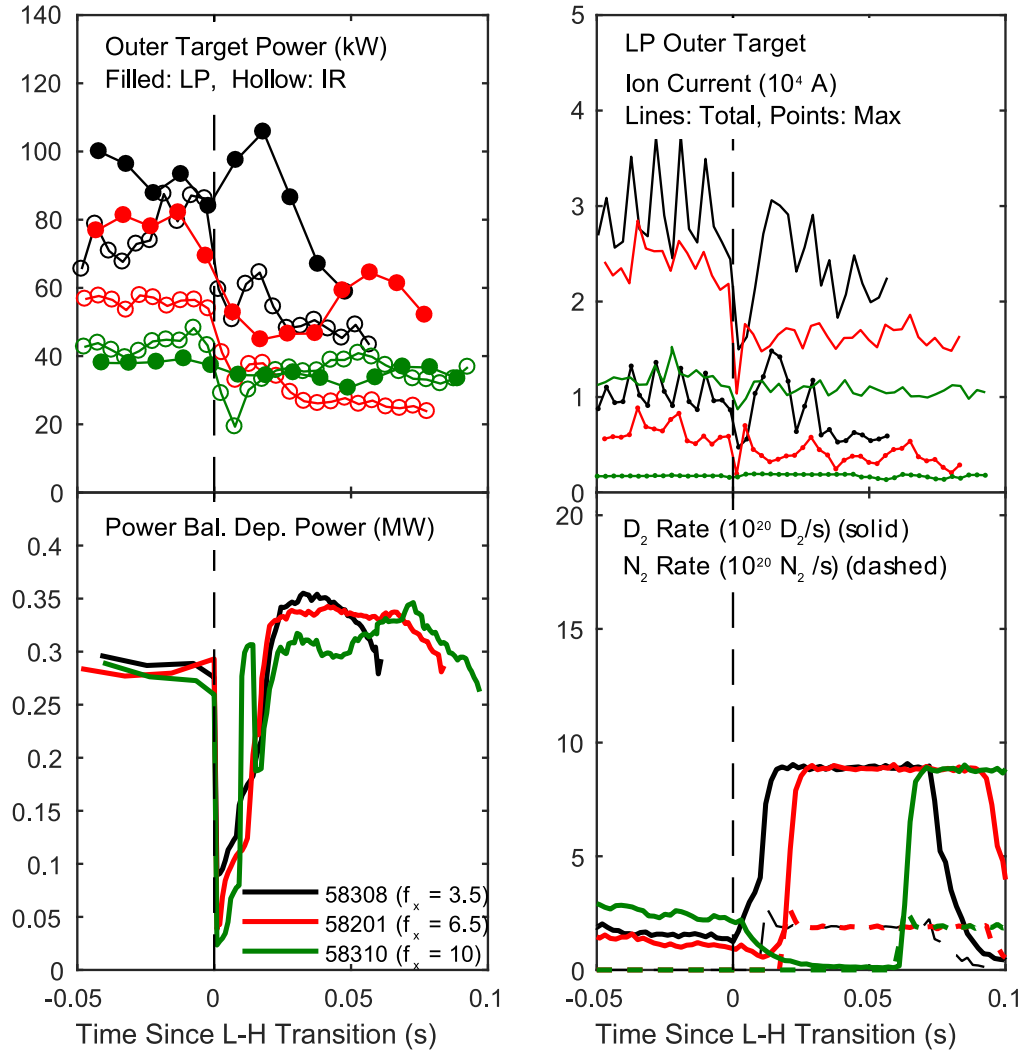 140
120
100
80
60
40
20
0
Outer Target Power (kW)
Filled: LP, Hollow: IR
5
4
3
2
1
0
LP Outer Target
Ion Current (10⁴ A)
Lines: Total, Points: Max
0.4
0.35
0.3
0.25
0.2
0.15
0.1
0.05
0
Power Bal. Dep. Power (MW)
58308 (f_x = 3.5)
58201 (f_x = 6.5)
58310 (f_x = 10)
-0.05
0
0.05
0.1
Time Since L-H Transition (s)
20
15
10
5
0
D₂ Rate (10²⁰ D₂/s) (solid)
N₂ Rate (10²⁰ N₂ /s) (dashed)
-0.05
0
0.05
0.1
Time Since L-H Transition (s)